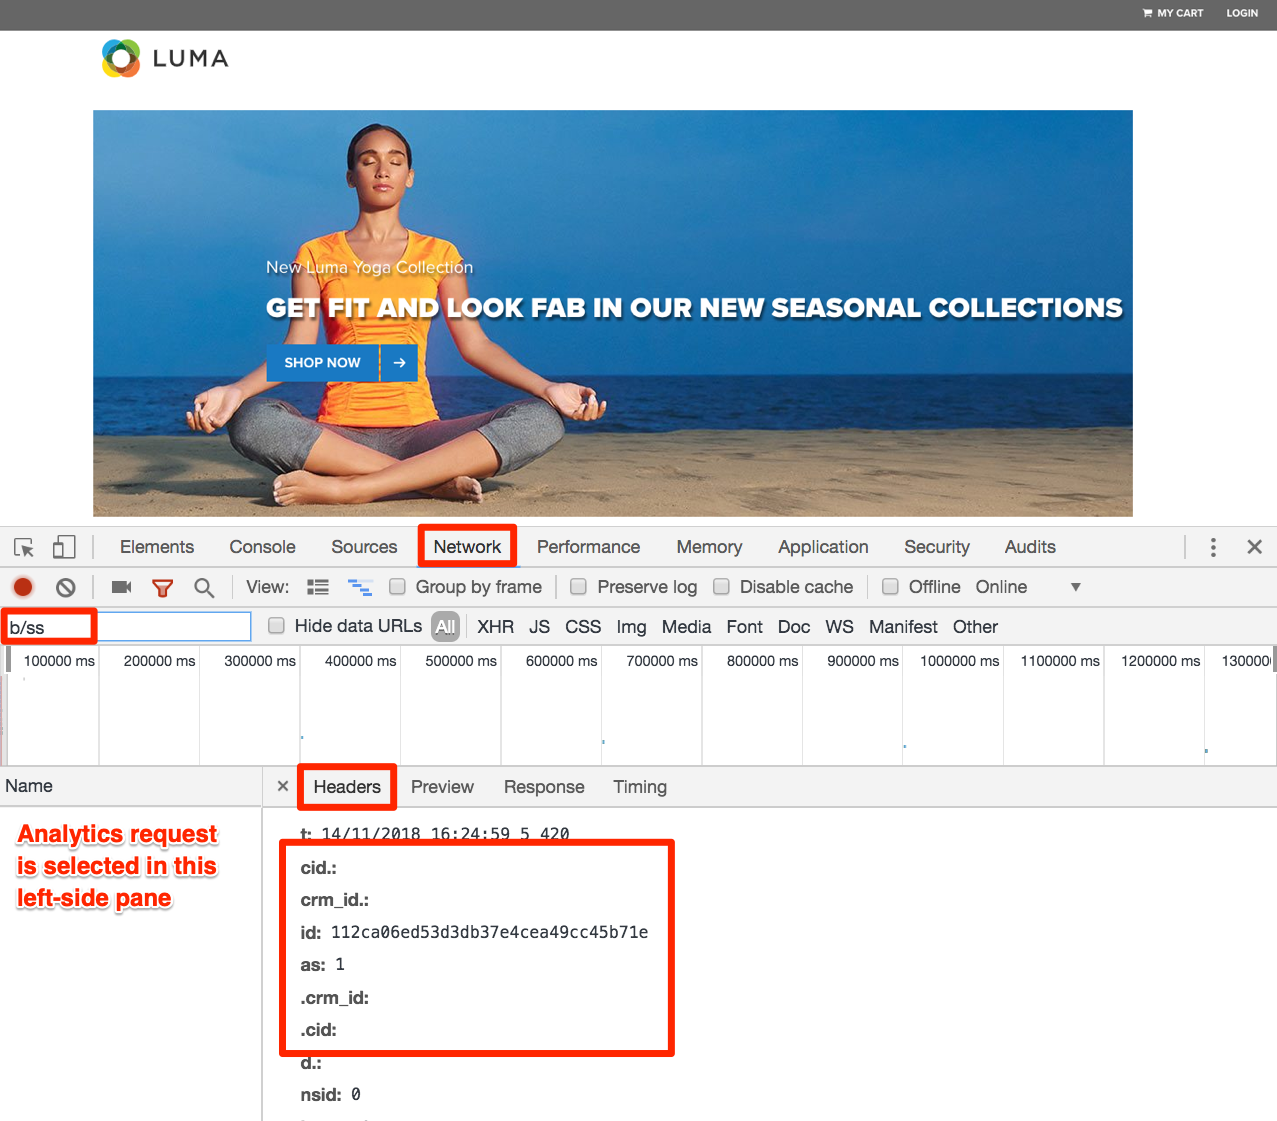 MY CART LOGIN
LUMA
New Luma Yoga Collection
GET FIT AND LOOK FAB IN OUR NEW SEASONAL COLLECTIONS
SHOP NOW →
Elements Console Sources Network Performance Memory Application Security Audits
View: Group by frame Preserve log Disable cache Offline Online ▼
b/ss Hide data URLs All XHR JS CSS Img Media Font Doc WS Manifest Other
100000 ms 200000 ms 300000 ms 400000 ms 500000 ms 600000 ms 700000 ms 800000 ms 900000 ms 1000000 ms 1100000 ms 1200000 ms
Name × Headers Preview Response Timing
Analytics request
is selected in this
left-side pane
t: 14/11/2018 16:24:59 5 420
cid.:
crm_id.:
id: 112ca06ed53d3db37e4cea49cc45b71e
as: 1
.crm_id:
.cid:
d.:
nsid: 0